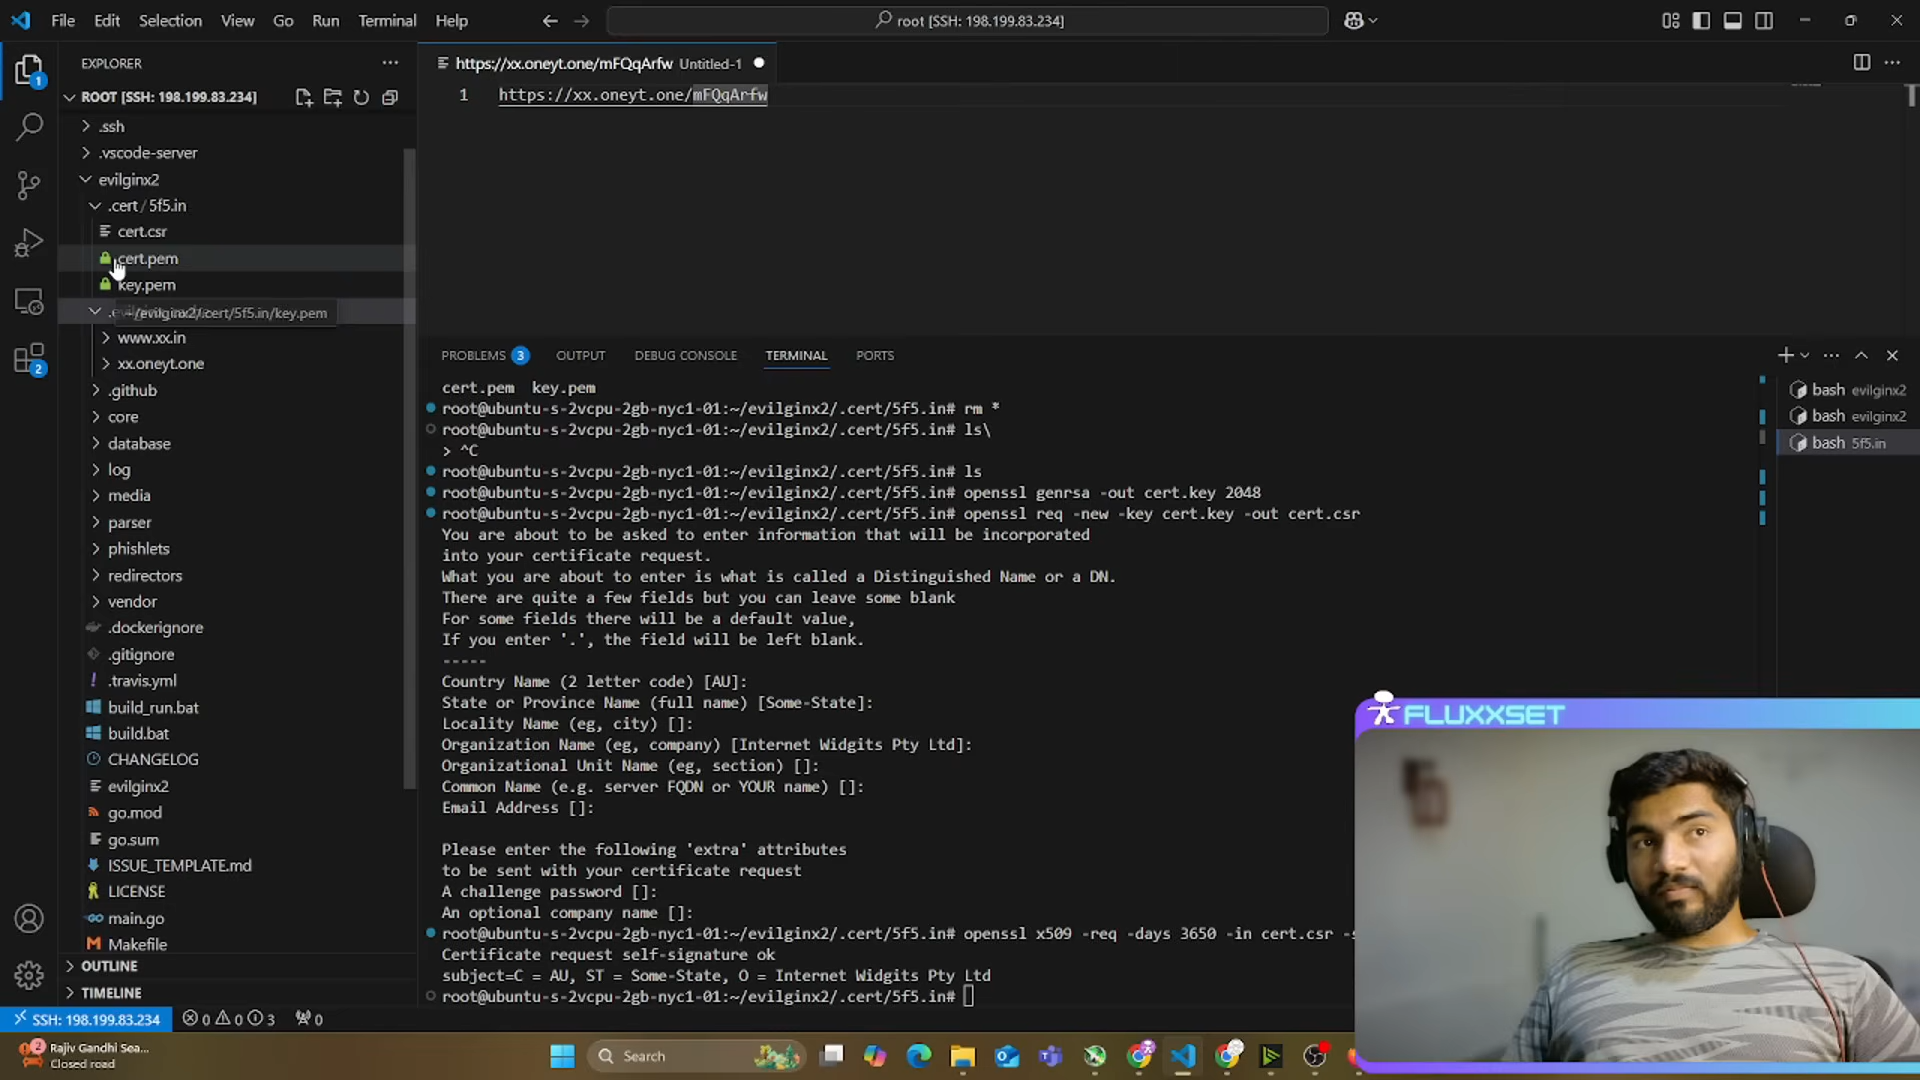 File Edit Selection View Go Run Terminal Help
root [SSH: 198.199.83.234]
EXPLORER
ROOT [SSH: 198.199.83.234]
.ssh
.vscode-server
evilginx2
.cert / 5f5.in
cert.csr
cert.pem
key.pem
~/evilginx2/.cert/5f5.in/key.pem
www.xx.in
xx.oneyt.one
.github
core
database
log
media
parser
phishlets
redirectors
vendor
.dockerignore
.gitignore
.travis.yml
build_run.bat
build.bat
CHANGELOG
evilginx2
go.mod
go.sum
ISSUE_TEMPLATE.md
LICENSE
main.go
Makefile
OUTLINE
TIMELINE
https://xx.oneyt.one/mFQqArfw Untitled-1
1 https://xx.oneyt.one/mFQqArfw
PROBLEMS 3 OUTPUT DEBUG CONSOLE TERMINAL PORTS
cert.pem key.pem
root@ubuntu-s-2vcpu-2gb-nyc1-01:~/evilginx2/.cert/5f5.in# rm *
root@ubuntu-s-2vcpu-2gb-nyc1-01:~/evilginx2/.cert/5f5.in# ls\
> ^C
root@ubuntu-s-2vcpu-2gb-nyc1-01:~/evilginx2/.cert/5f5.in# ls
root@ubuntu-s-2vcpu-2gb-nyc1-01:~/evilginx2/.cert/5f5.in# openssl genrsa -out cert.key 2048
root@ubuntu-s-2vcpu-2gb-nyc1-01:~/evilginx2/.cert/5f5.in# openssl req -new -key cert.key -out cert.csr
You are about to be asked to enter information that will be incorporated
into your certificate request.
What you are about to enter is what is called a Distinguished Name or a DN.
There are quite a few fields but you can leave some blank
For some fields there will be a default value,
If you enter '.', the field will be left blank.
-----
Country Name (2 letter code) [AU]:
State or Province Name (full name) [Some-State]:
Locality Name (eg, city) []:
Organization Name (eg, company) [Internet Widgits Pty Ltd]:
Organizational Unit Name (eg, section) []:
Common Name (e.g. server FQDN or YOUR name) []:
Email Address []:
Please enter the following 'extra' attributes
to be sent with your certificate request
A challenge password []:
An optional company name []:
root@ubuntu-s-2vcpu-2gb-nyc1-01:~/evilginx2/.cert/5f5.in# openssl x509 -req -days 3650 -in cert.csr
Certificate request self-signature ok
subject=C = AU, ST = Some-State, O = Internet Widgits Pty Ltd
root@ubuntu-s-2vcpu-2gb-nyc1-01:~/evilginx2/.cert/5f5.in#
bash evilginx2
bash evilginx2
bash 5f5.in
FLUXXSET
1
2
SSH: 198.199.83.234 0 0 3 0
2
Rajiv Gandhi Sea...
Closed road
Search